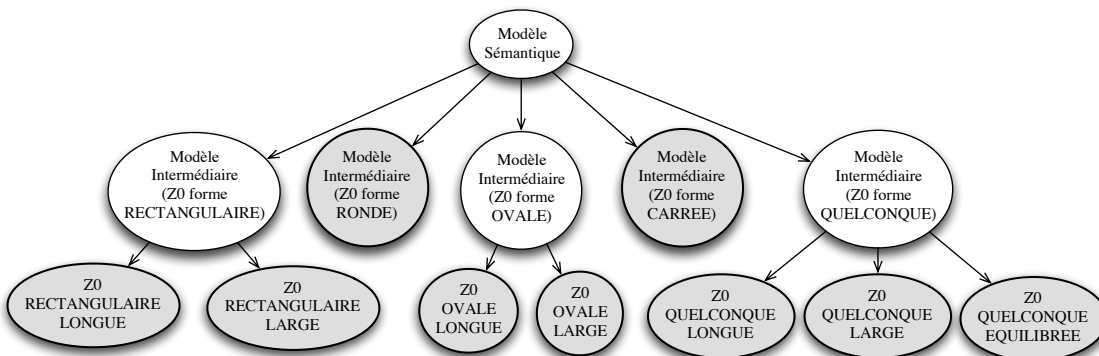 Modèle
Sémantique
Modèle
Intermédiaire
(Z0 forme
RECTANGULAIRE)
Modèle
Intermédiaire
(Z0 forme
RONDE)
Modèle
Intermédiaire
(Z0 forme
OVALE)
Modèle
Intermédiaire
(Z0 forme
CARREE)
Modèle
Intermédiaire
(Z0 forme
QUELCONQUE)
Z0
RECTANGULAIRE
LONGUE
Z0
RECTANGULAIRE
LARGE
Z0
OVALE
LONGUE
Z0
OVALE
LARGE
Z0
QUELCONQUE
LONGUE
Z0
QUELCONQUE
LARGE
Z0
QUELCONQUE
EQUILIBREE